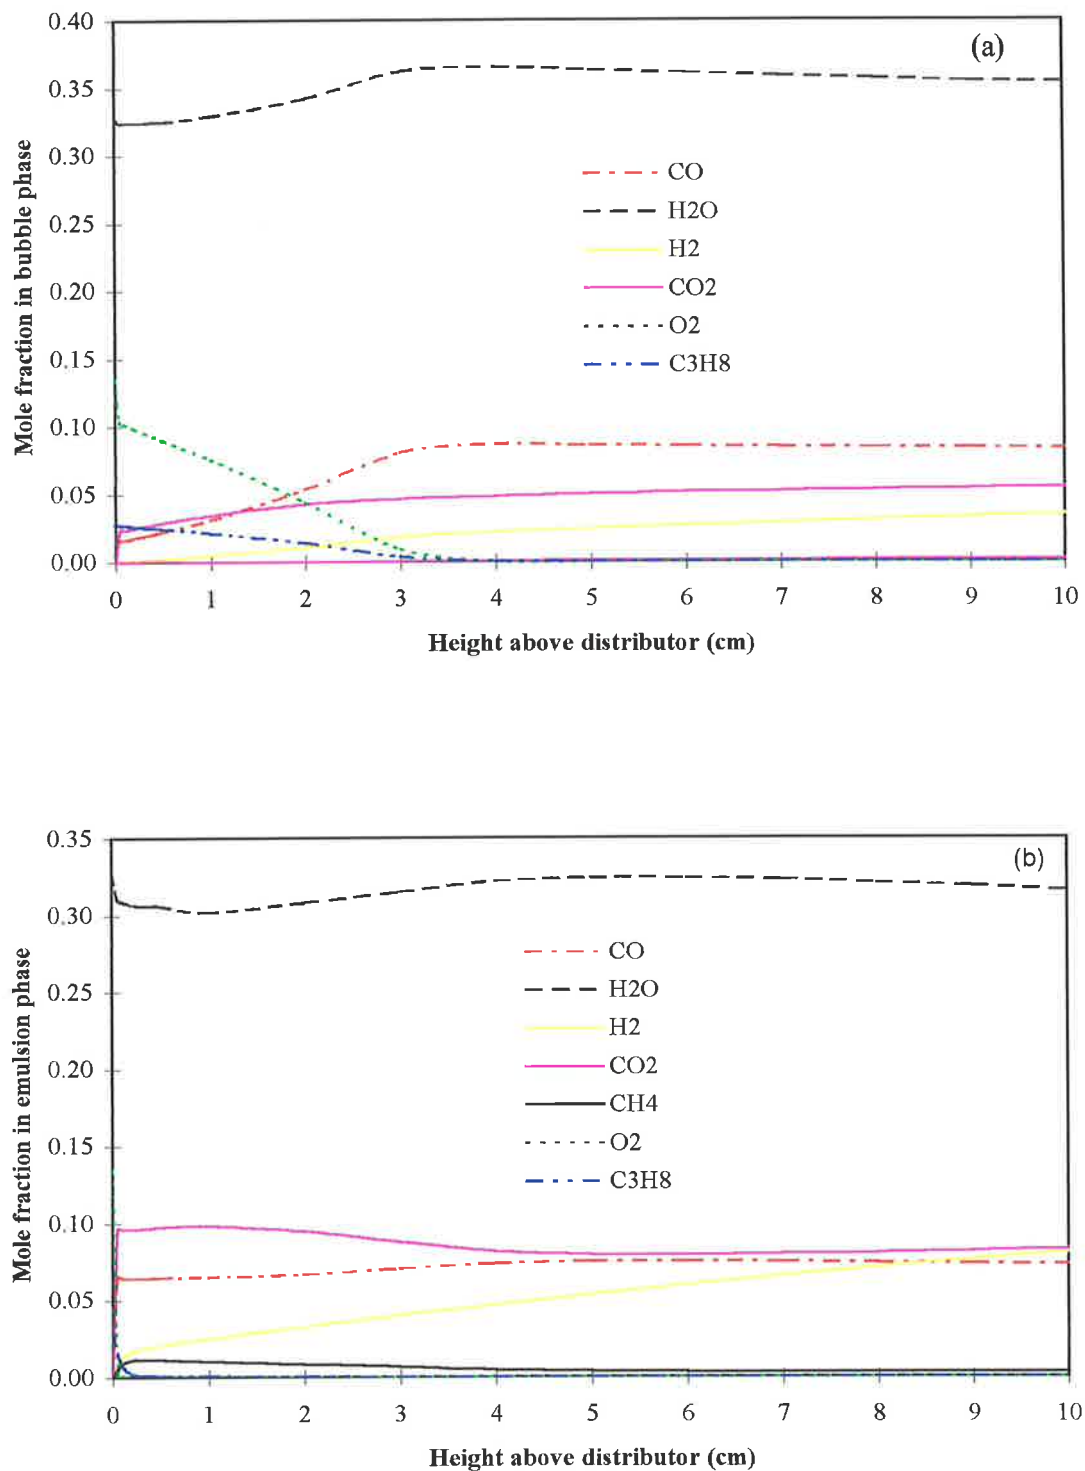 0.40
(a)
0.35
0.30
0.25
0.20
0.15
0.10
0.05
0.00
Mole fraction in bubble phase
CO
H2O
H2
CO2
O2
C3H8
0 1 2 3 4 5 6 7 8 9 10
Height above distributor (cm)
0.35
(b)
0.30
0.25
0.20
0.15
0.10
0.05
0.00
Mole fraction in emulsion phase
CO
H2O
H2
CO2
CH4
O2
C3H8
0 1 2 3 4 5 6 7 8 9 10
Height above distributor (cm)